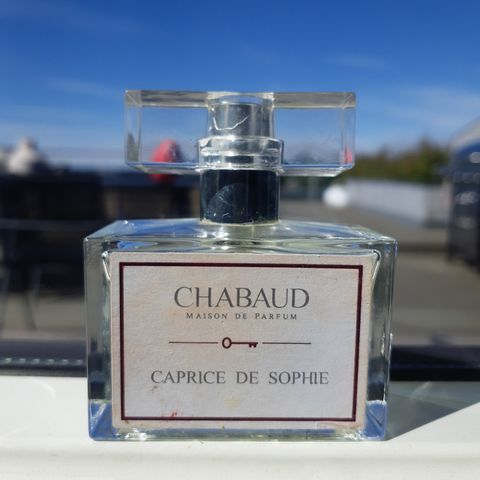 CHABAUD
MAISON DE PARFUM
CAPRICE DE SOPHIE